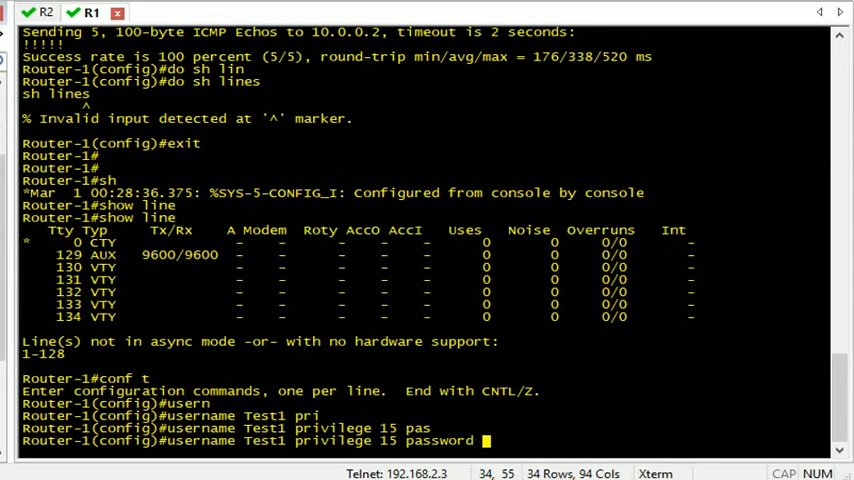 R2 R1
Sending 5, 100-byte ICMP Echos to 10.0.0.2, timeout is 2 seconds:
!!!!!
Success rate is 100 percent (5/5), round-trip min/avg/max = 176/338/520 ms
Router-1(config)#do sh lin
Router-1(config)#do sh lines
sh lines
^
% Invalid input detected at '^' marker.
Router-1(config)#exit
Router-1#
Router-1#
Router-1#sh
*Mar  1 00:28:36.375: %SYS-5-CONFIG_I: Configured from console by console
Router-1#show line
Router-1#show line
Tty Typ Tx/Rx A Modem Roty AccO AccI Uses Noise Overruns Int
* 0 CTY - - - - - 0 0 0/0 -
129 AUX 9600/9600 - - - - - 0 0 0/0 -
130 VTY - - - - - 0 0 0/0 -
131 VTY - - - - - 0 0 0/0 -
132 VTY - - - - - 0 0 0/0 -
133 VTY - - - - - 0 0 0/0 -
134 VTY - - - - - 0 0 0/0 -
Line(s) not in async mode -or- with no hardware support:
1-128
Router-1#conf t
Enter configuration commands, one per line.  End with CNTL/Z.
Router-1(config)#usern
Router-1(config)#username Test1 pri
Router-1(config)#username Test1 privilege 15 pas
Router-1(config)#username Test1 privilege 15 password
Telnet: 192.168.2.3 34, 55 34 Rows, 94 Cols Xterm CAP NUM